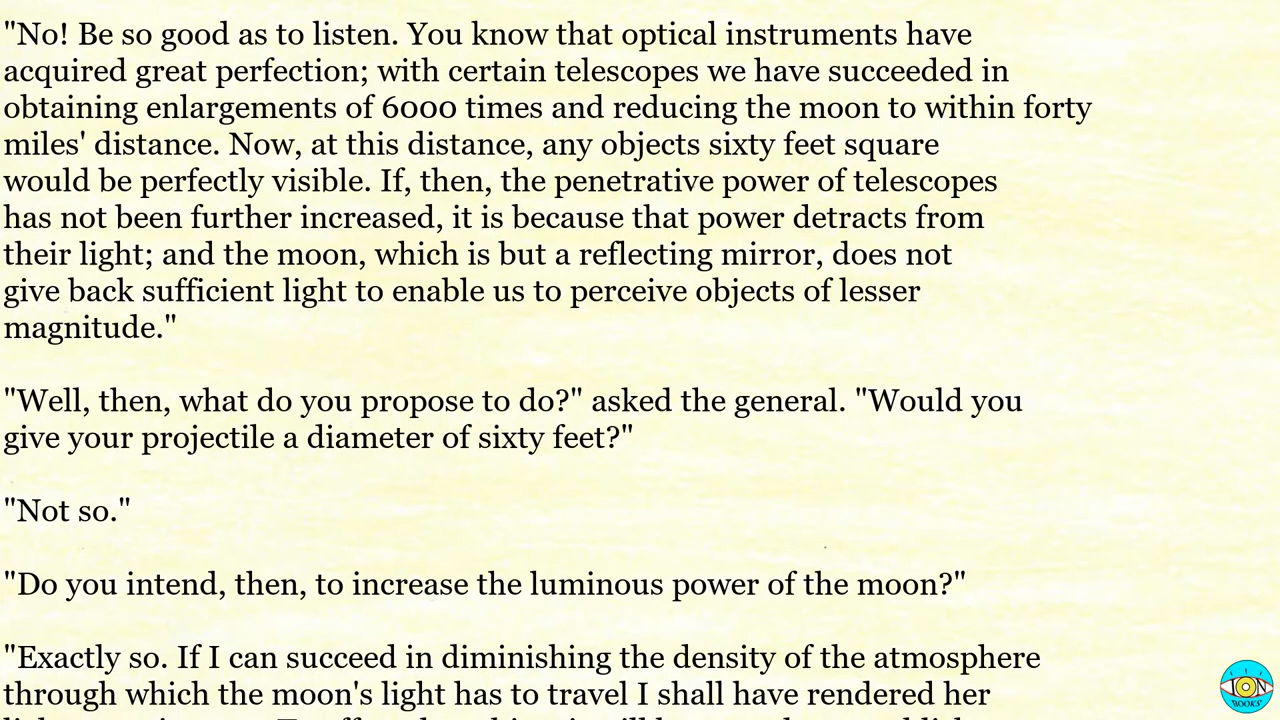 "No! Be so good as to listen. You know that optical instruments have
acquired great perfection; with certain telescopes we have succeeded in
obtaining enlargements of 6000 times and reducing the moon to within forty
miles' distance. Now, at this distance, any objects sixty feet square
would be perfectly visible. If, then, the penetrative power of telescopes
has not been further increased, it is because that power detracts from
their light; and the moon, which is but a reflecting mirror, does not
give back sufficient light to enable us to perceive objects of lesser
magnitude."
"Well, then, what do you propose to do?" asked the general. "Would you
give your projectile a diameter of sixty feet?"
"Not so."
"Do you intend, then, to increase the luminous power of the moon?"
"Exactly so. If I can succeed in diminishing the density of the atmosphere
through which the moon's light has to travel I shall have rendered her
ION
BOOKS